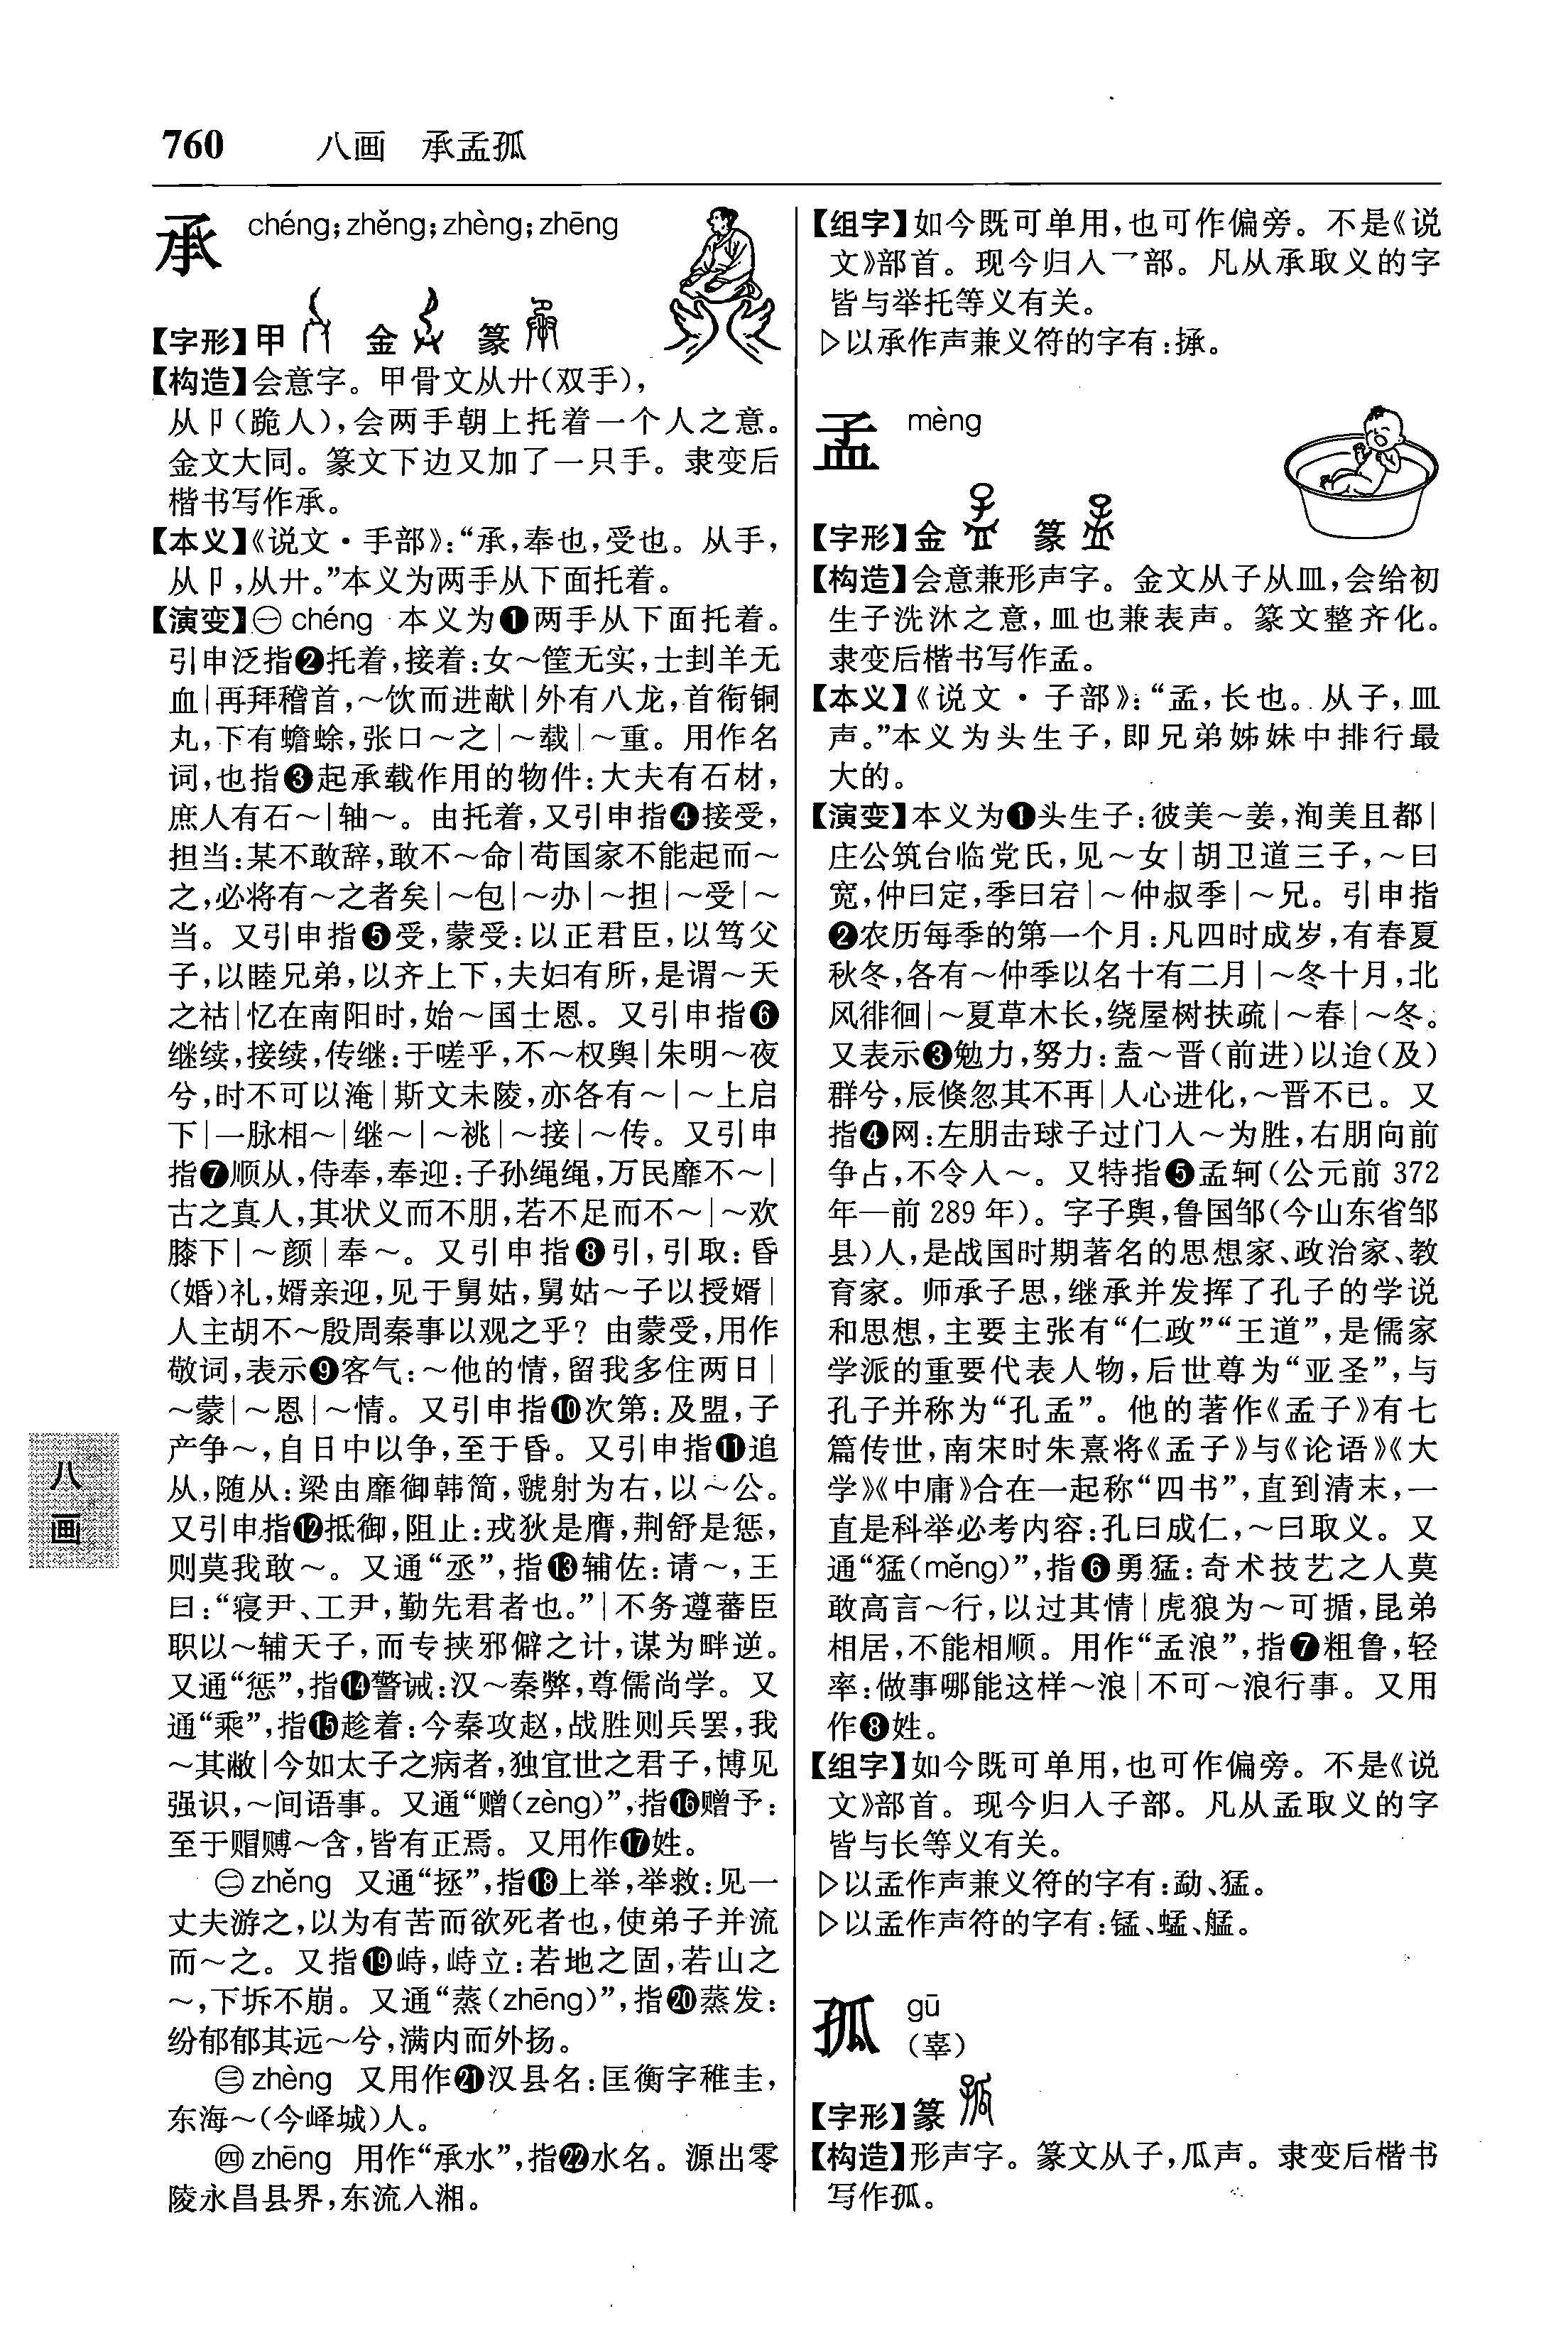 760 八画 承孟孤
承 chéng;zhěng;zhèng;zhēng
【字形】甲 金 篆
【构造】会意字。甲骨文从廾(双手),
从卩(跪人),会两手朝上托着一个人之意。
金文大同。篆文下边又加了一只手。隶变后
楷书写作承。
【本义】《说文·手部》:“承,奉也,受也。从手,
从卩,从廾。”本义为两手从下面托着。
【演变】㊀chéng 本义为❶两手从下面托着。
引申泛指❷托着,接着:女~筐无实,士刲羊无
血|再拜稽首,~饮而进献|外有八龙,首衔铜
丸,下有蟾蜍,张口~之|~载|~重。用作名
词,也指❸起承载作用的物件:大夫有石材,
庶人有石~|轴~。由托着,又引申指❹接受,
担当:某不敢辞,敢不~命|苟国家不能起而~
之,必将有~之者矣|~包|~办|~担|~受|~
当。又引申指❺受,蒙受:以正君臣,以笃父
子,以睦兄弟,以齐上下,夫妇有所,是谓~天
之祜|忆在南阳时,始~国士恩。又引申指❻
继续,接续,传继:于嗟乎,不~权舆|朱明~夜
兮,时不可以淹|斯文未陵,亦各有~|~上启
下|一脉相~|继~|~祧|~接|~传。又引申
指❼顺从,侍奉,奉迎:子孙绳绳,万民靡不~|
古之真人,其状义而不朋,若不足而不~|~欢
膝下|~颜|奉~。又引申指❽引,引取:昏
(婚)礼,婿亲迎,见于舅姑,舅姑~子以授婿|
人主胡不~殷周秦事以观之乎?由蒙受,用作
敬词,表示❾客气:~他的情,留我多住两日|
~蒙|~恩|~情。又引申指❿次第:及盟,子
产争~,自日中以争,至于昏。又引申指⓫追
从,随从:梁由靡御韩简,虢射为右,以~公。
又引申指⓬抵御,阻止:戎狄是膺,荆舒是惩,
则莫我敢~。又通“丞”,指⓭辅佐:请~,王
曰:“寝尹、工尹,勤先君者也。”|不务遵蕃臣
职以~辅天子,而专挟邪僻之计,谋为畔逆。
又通“惩”,指⓮警诫:汉~秦弊,尊儒尚学。又
通“乘”,指⓯趁着:今秦攻赵,战胜则兵罢,我
~其敝|今如太子之病者,独宜世之君子,博见
强识,~间语事。又通“赠(zèng)”,指⓰赠予:
至于赗赙~含,皆有正焉。又用作⓱姓。
㊁zhěng 又通“拯”,指⓲上举,举救:见一
丈夫游之,以为有苦而欲死者也,使弟子并流
而~之。又指⓳峙,峙立:若地之固,若山之
~,下坼不崩。又通“蒸(zhēng)”,指⓴蒸发:
纷郁郁其远~兮,满内而外扬。
㊂zhèng 又用作㉑汉县名:匡衡字稚圭,
东海~(今峄城)人。
㊃zhēng 用作“承水”,指㉒水名。源出零
陵永昌县界,东流入湘。
【组字】如今既可单用,也可作偏旁。不是《说
文》部首。现今归入乛部。凡从承取义的字
皆与举托等义有关。
▷以承作声兼义符的字有:拯。
孟 mèng
【字形】金 篆
【构造】会意兼形声字。金文从子从皿,会给初
生子洗沐之意,皿也兼表声。篆文整齐化。
隶变后楷书写作孟。
【本义】《说文·子部》:“孟,长也。从子,皿
声。”本义为头生子,即兄弟姊妹中排行最
大的。
【演变】本义为❶头生子:彼美~姜,洵美且都|
庄公筑台临党氏,见~女|胡卫道三子,~曰
宽,仲曰定,季曰宕|~仲叔季|~兄。引申指
❷农历每季的第一个月:凡四时成岁,有春夏
秋冬,各有~仲季以名十有二月|~冬十月,北
风徘徊|~夏草木长,绕屋树扶疏|~春|~冬。
又表示❸勉力,努力:盍~晋(前进)以迨(及)
群兮,辰倏忽其不再|人心进化,~晋不已。又
指❹网:左朋击球子过门入~为胜,右朋向前
争占,不令入~。又特指❺孟轲(公元前 372
年—前 289 年)。字子舆,鲁国邹(今山东省邹
县)人,是战国时期著名的思想家、政治家、教
育家。师承子思,继承并发挥了孔子的学说
和思想,主要主张有“仁政”“王道”,是儒家
学派的重要代表人物,后世尊为“亚圣”,与
孔子并称为“孔孟”。他的著作《孟子》有七
篇传世,南宋时朱熹将《孟子》与《论语》《大
学》《中庸》合在一起称“四书”,直到清末,一
直是科举必考内容:孔曰成仁,~曰取义。又
通“猛(měng)”,指❻勇猛:奇术技艺之人莫
敢高言~行,以过其情|虎狼为~可揗,昆弟
相居,不能相顺。用作“孟浪”,指❼粗鲁,轻
率:做事哪能这样~浪|不可~浪行事。又用
作❽姓。
【组字】如今既可单用,也可作偏旁。不是《说
文》部首。现今归入子部。凡从孟取义的字
皆与长等义有关。
▷以孟作声兼义符的字有:勐、猛。
▷以孟作声符的字有:锰、蜢、艋。
孤 gū
(辜)
【字形】篆
【构造】形声字。篆文从子,瓜声。隶变后楷书
写作孤。
八画